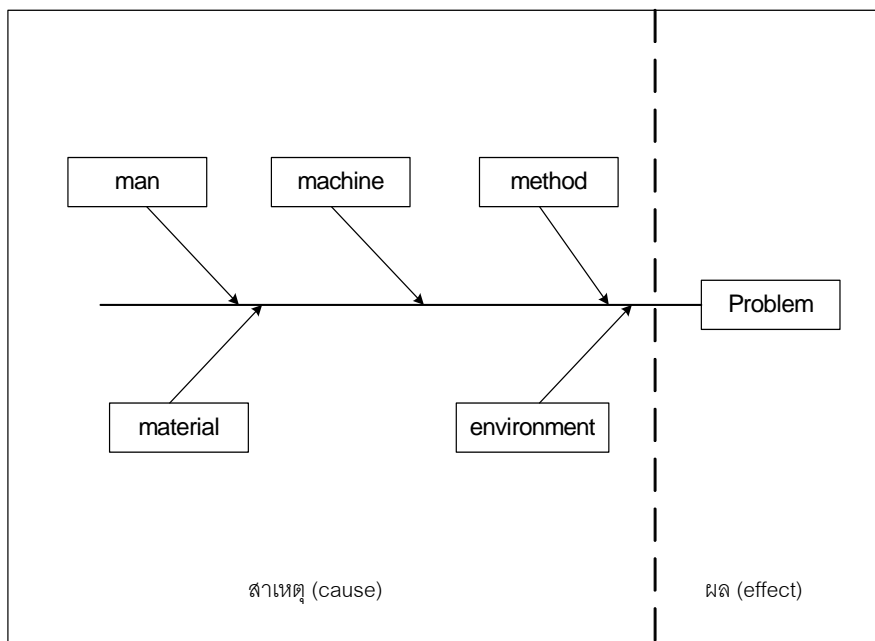 man
machine
method
Problem
material
environment
สาเหตุ (cause)
ผล (effect)